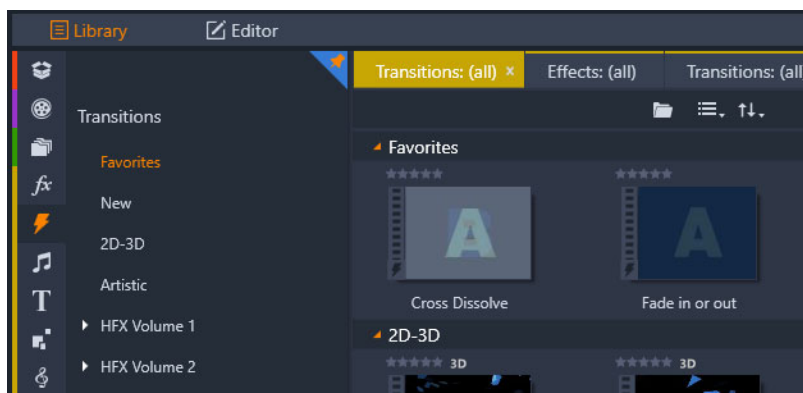 Library Editor
Transitions: (all) × Effects: (all) Transitions: (all
Transitions
Favorites
New
2D-3D
Artistic
HFX Volume 1
HFX Volume 2
fx
T
Favorites
A A
Cross Dissolve Fade in or out
2D-3D
3D 3D